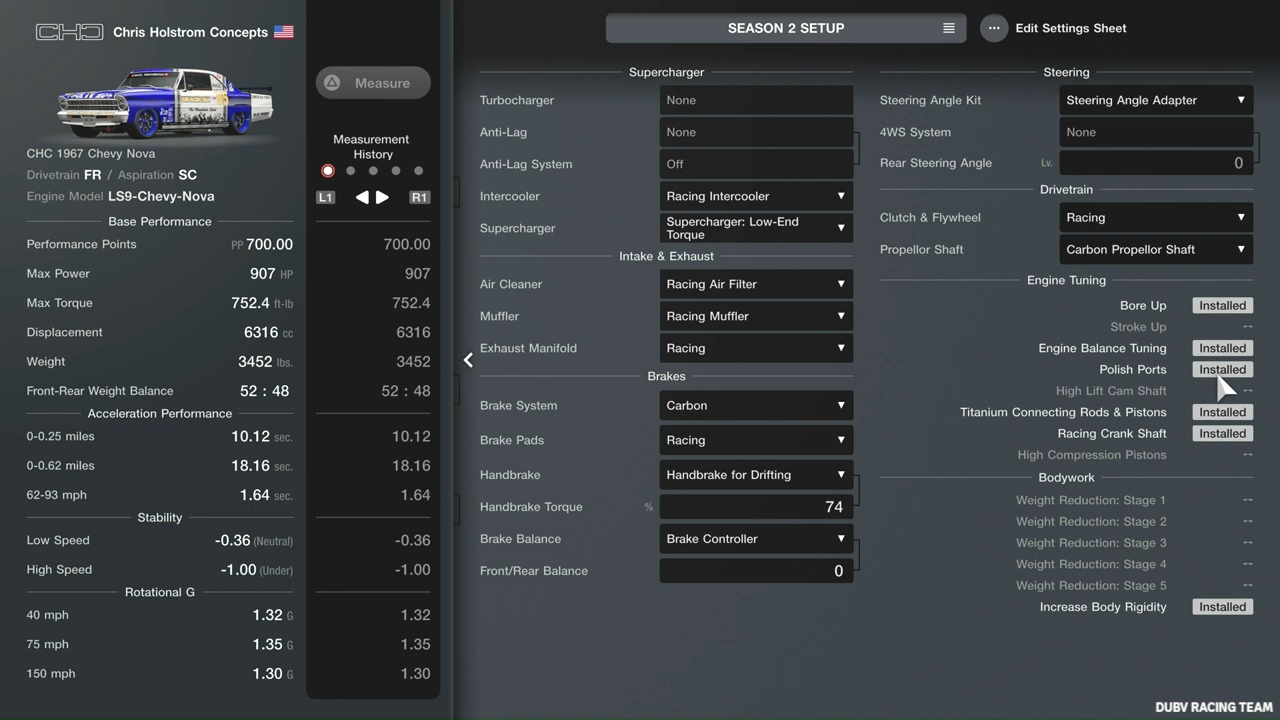 CHC Chris Holstrom Concepts
CHC 1967 Chevy Nova
Drivetrain FR / Aspiration SC
Engine Model LS9-Chevy-Nova
Base Performance
Performance Points PP 700.00
Max Power 907 HP
Max Torque 752.4 ft-lb
Displacement 6316 cc
Weight 3452 lbs.
Front-Rear Weight Balance 52 : 48
Acceleration Performance
0-0.25 miles 10.12 sec.
0-0.62 miles 18.16 sec.
62-93 mph 1.64 sec.
Stability
Low Speed -0.36 (Neutral)
High Speed -1.00 (Under)
Rotational G
40 mph 1.32 G
75 mph 1.35 G
150 mph 1.30 G
Measure
Measurement
History
L1 R1
700.00
907
752.4
6316
3452
52 : 48
10.12
18.16
1.64
-0.36
-1.00
1.32
1.35
1.30
SEASON 2 SETUP
Edit Settings Sheet
Supercharger
Turbocharger None
Anti-Lag None
Anti-Lag System Off
Intercooler Racing Intercooler
Supercharger Supercharger: Low-End
Torque
Intake & Exhaust
Air Cleaner Racing Air Filter
Muffler Racing Muffler
Exhaust Manifold Racing
Brakes
Brake System Carbon
Brake Pads Racing
Handbrake Handbrake for Drifting
Handbrake Torque % 74
Brake Balance Brake Controller
Front/Rear Balance 0
Steering
Steering Angle Kit Steering Angle Adapter
4WS System None
Rear Steering Angle Lv. 0
Drivetrain
Clutch & Flywheel Racing
Propellor Shaft Carbon Propellor Shaft
Engine Tuning
Bore Up Installed
Stroke Up --
Engine Balance Tuning Installed
Polish Ports Installed
High Lift Cam Shaft --
Titanium Connecting Rods & Pistons Installed
Racing Crank Shaft Installed
High Compression Pistons --
Bodywork
Weight Reduction: Stage 1 --
Weight Reduction: Stage 2 --
Weight Reduction: Stage 3 --
Weight Reduction: Stage 4 --
Weight Reduction: Stage 5 --
Increase Body Rigidity Installed
DUBV RACING TEAM